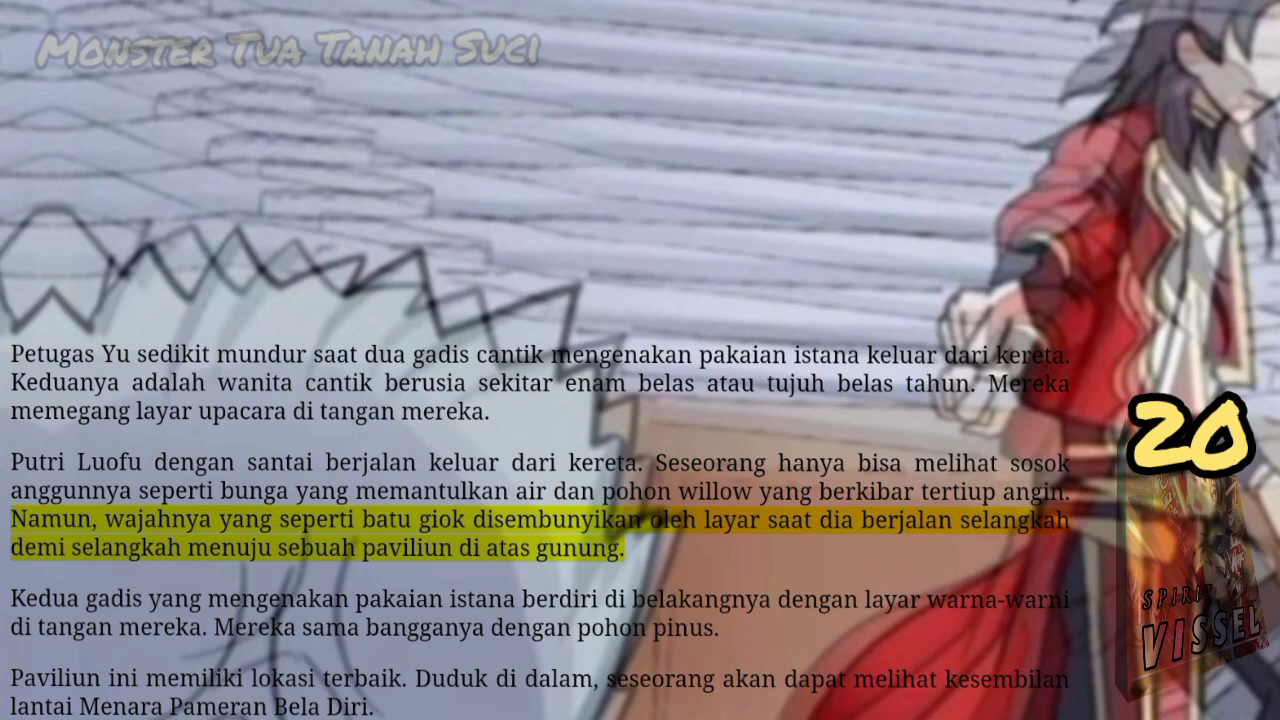 Monster Tua Tanah Suci
Petugas Yu sedikit mundur saat dua gadis cantik mengenakan pakaian istana keluar dari kereta.
Keduanya adalah wanita cantik berusia sekitar enam belas atau tujuh belas tahun. Mereka
memegang layar upacara di tangan mereka.
Putri Luofu dengan santai berjalan keluar dari kereta. Seseorang hanya bisa melihat sosok
anggunnya seperti bunga yang memantulkan air dan pohon willow yang berkibar tertiup angin.
Namun, wajahnya yang seperti batu giok disembunyikan oleh layar saat dia berjalan selangkah
demi selangkah menuju sebuah paviliun di atas gunung.
Kedua gadis yang mengenakan pakaian istana berdiri di belakangnya dengan layar warna-warni
di tangan mereka. Mereka sama bangganya dengan pohon pinus.
Paviliun ini memiliki lokasi terbaik. Duduk di dalam, seseorang akan dapat melihat kesembilan
lantai Menara Pameran Bela Diri.
20
SPIRIT
VISSEL